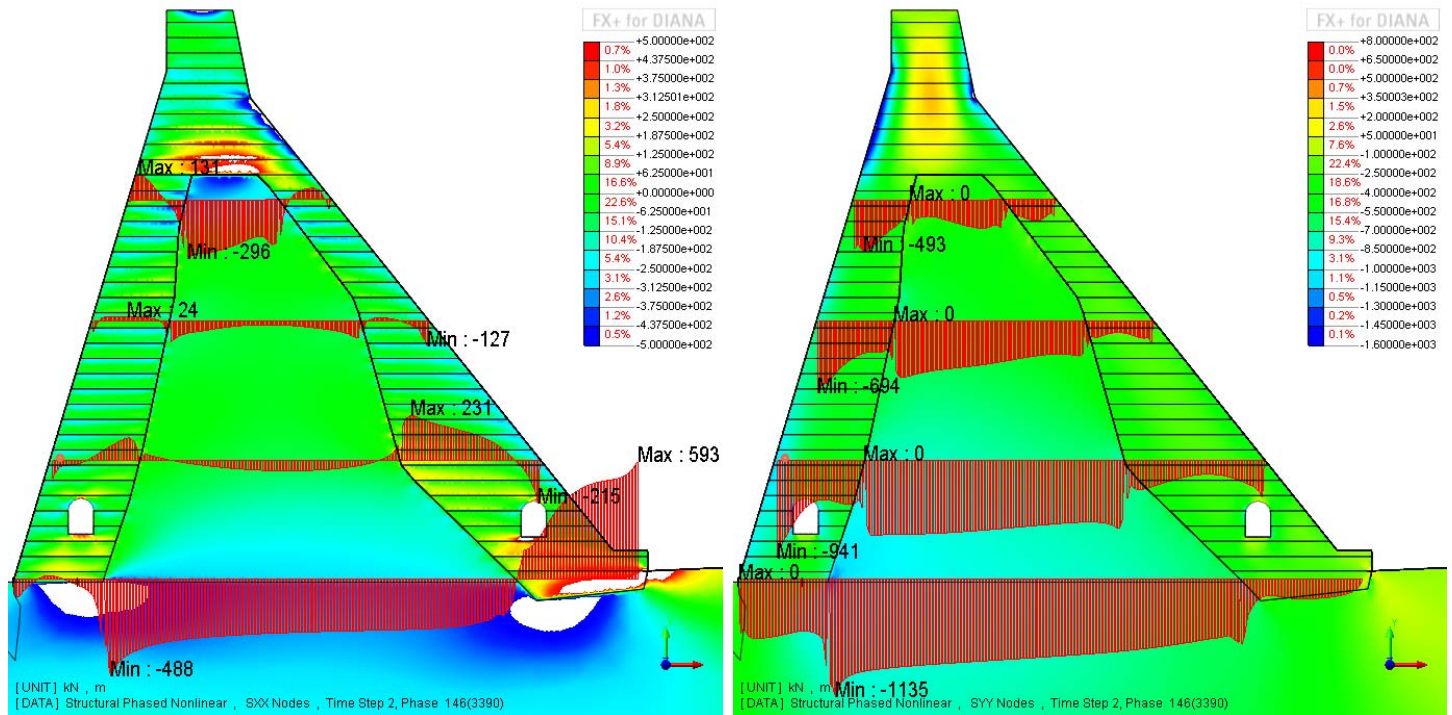 FX+ for DIANA
+5.00000e+002
0.7%
+4.37500e+002
1.0%
+3.75000e+002
1.3%
+3.12501e+002
1.8%
+2.50000e+002
3.2%
+1.87500e+002
5.4%
+1.25000e+002
8.9%
+6.25000e+001
16.6%
+0.00000e+000
22.6%
-6.25000e+001
15.1%
-1.25000e+002
10.4%
-1.87500e+002
5.4%
-2.50000e+002
3.1%
-3.12500e+002
2.6%
-3.75000e+002
1.2%
-4.37500e+002
0.5%
-5.00000e+002
Max : 131
Min : -296
Max : 24
Min : -127
Max : 231
Max : 593
Min : -215
Min : -488
[UNIT] kN , m
[DATA] Structural Phased Nonlinear , SXX Nodes , Time Step 2, Phase 146(3390)
FX+ for DIANA
+8.00000e+002
0.0%
+6.50000e+002
0.0%
+5.00000e+002
0.7%
+3.50003e+002
1.5%
+2.00000e+002
2.6%
+5.00000e+001
7.6%
-1.00000e+002
22.4%
-2.50000e+002
18.6%
-4.00000e+002
16.8%
-5.50000e+002
15.4%
-7.00000e+002
9.3%
-8.50000e+002
3.1%
-1.00000e+003
1.1%
-1.15000e+003
0.5%
-1.30000e+003
0.2%
-1.45000e+003
0.1%
-1.60000e+003
Max : 0
Min : -493
Max : 0
Min : -694
Max : 0
Min : -941
Max : 0
Min : -1135
[UNIT] kN , m
[DATA] Structural Phased Nonlinear , SYY Nodes , Time Step 2, Phase 146(3390)